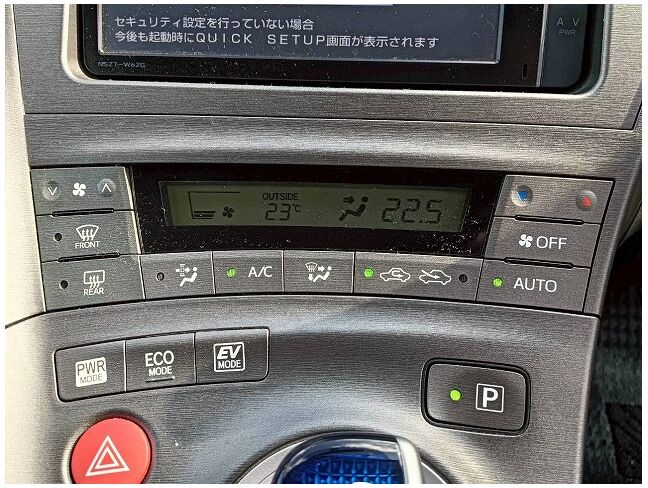 セキュリティ設定を行っていない場合
今後も起動時にQUICK SETUP画面が表示されます
A V
PWR
NSZT-W62G
OUTSIDE
23℃
22.5
FRONT
OFF
REAR
A/C
AUTO
PWR
MODE
ECO
MODE
EV
MODE
P